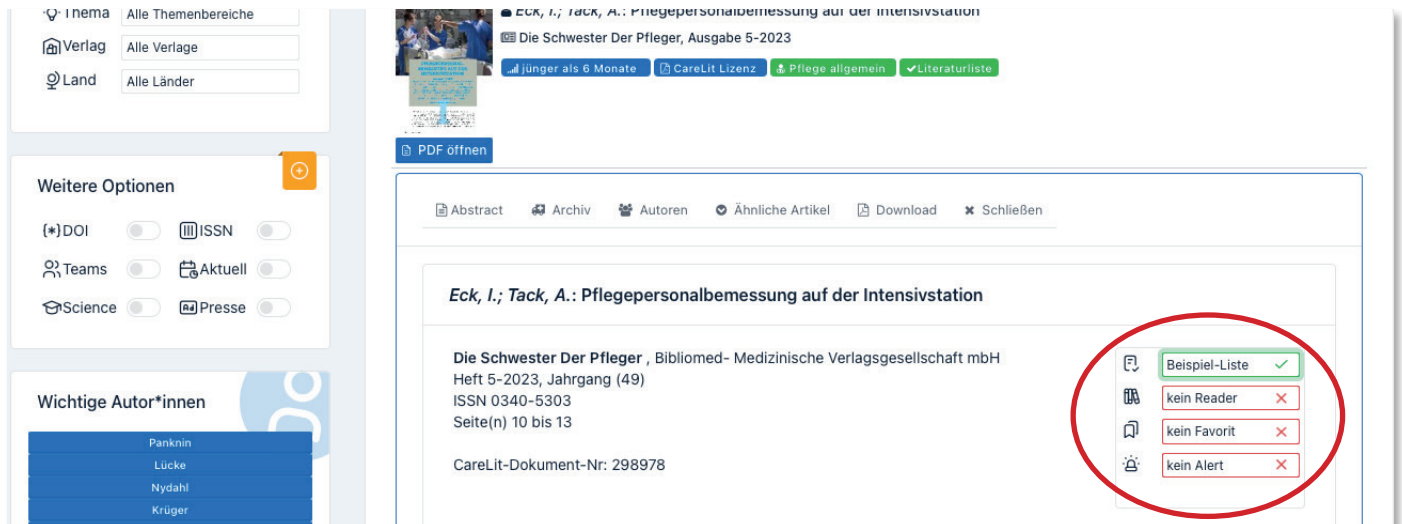 Thema Alle Themenbereiche
Verlag Alle Verlage
Land Alle Länder
Weitere Optionen
{*}DOI ISSN
Teams Aktuell
Science Presse
Wichtige Autor*innen
Panknin
Lücke
Nydahl
Krüger
Eck, I.; Tack, A.: Pflegepersonalbemessung auf der Intensivstation
Die Schwester Der Pfleger, Ausgabe 5-2023
jünger als 6 Monate CareLit Lizenz Pflege allgemein Literaturliste
PDF öffnen
Abstract Archiv Autoren Ähnliche Artikel Download Schließen
Eck, I.; Tack, A.: Pflegepersonalbemessung auf der Intensivstation
Die Schwester Der Pfleger , Bibliomed- Medizinische Verlagsgesellschaft mbH
Heft 5-2023, Jahrgang (49)
ISSN 0340-5303
Seite(n) 10 bis 13
CareLit-Dokument-Nr: 298978
Beispiel-Liste
kein Reader
kein Favorit
kein Alert